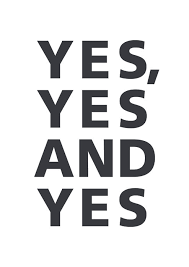 YES,
YES
AND
YES